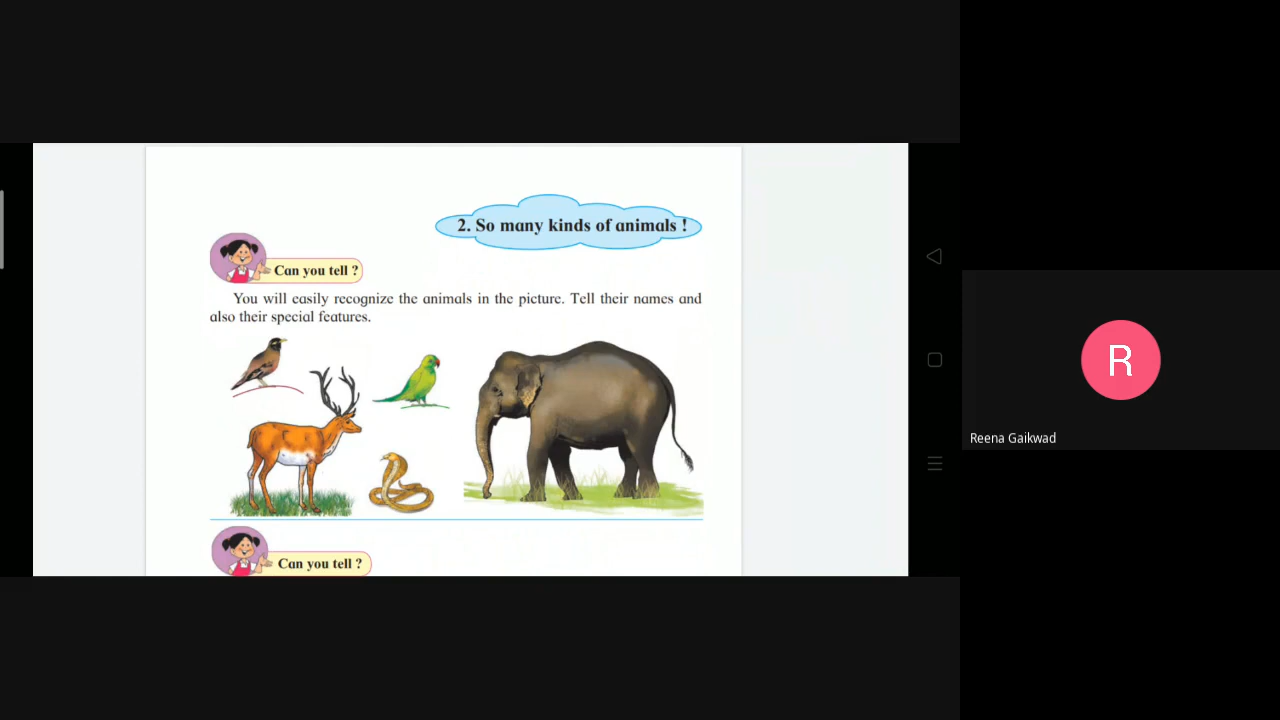 2. So many kinds of animals !
Can you tell ?
You will easily recognize the animals in the picture. Tell their names and
also their special features.
Can you tell ?
R
Reena Gaikwad